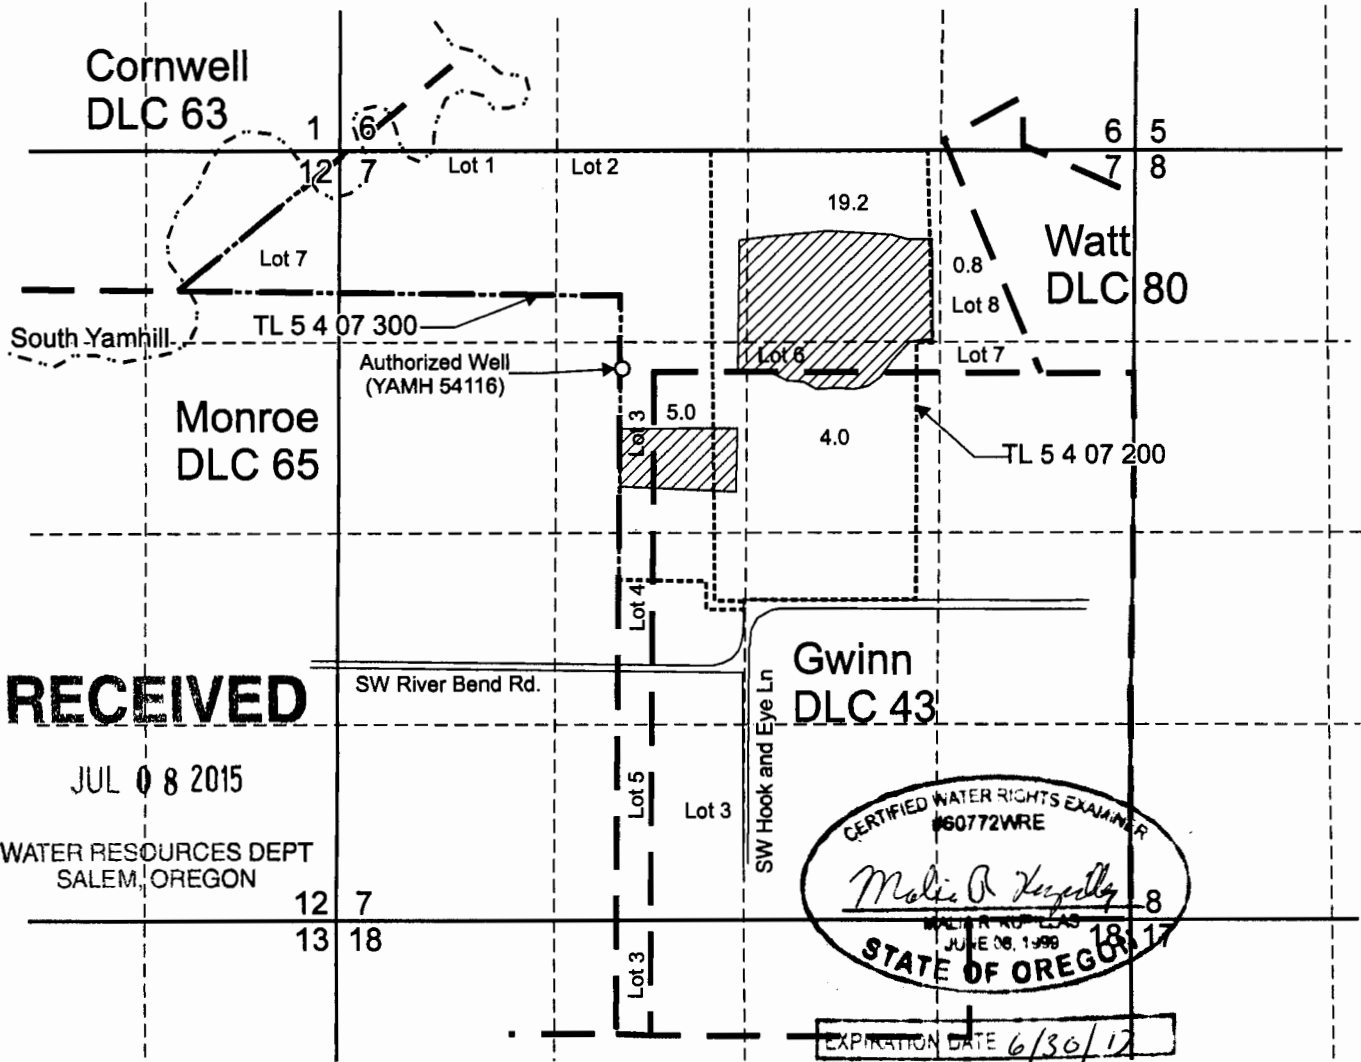 Cornwell
DLC 63
1
6
6
5
12
7
Lot 1
Lot 2
7
8
19.2
Watt
DLC 80
Lot 7
0.8
Lot 8
South Yamhill
TL 5 4 07 300
Authorized Well
(YAMH 54116)
Lot 6
Lot 7
Monroe
DLC 65
Lot 3
5.0
4.0
TL 5 4 07 200
Lot 4
SW River Bend Rd.
Gwinn
DLC 43
SW Hook and Eye Ln
RECEIVED
JUL 08 2015
WATER RESOURCES DEPT
SALEM, OREGON
Lot 5
Lot 3
CERTIFIED WATER RIGHTS EXAMINER
#60772WRE
12
7
8
13
18
18
17
JUNE 08, 1999
STATE OF OREGON
Lot 3
EXPIRATION DATE 6/30/17